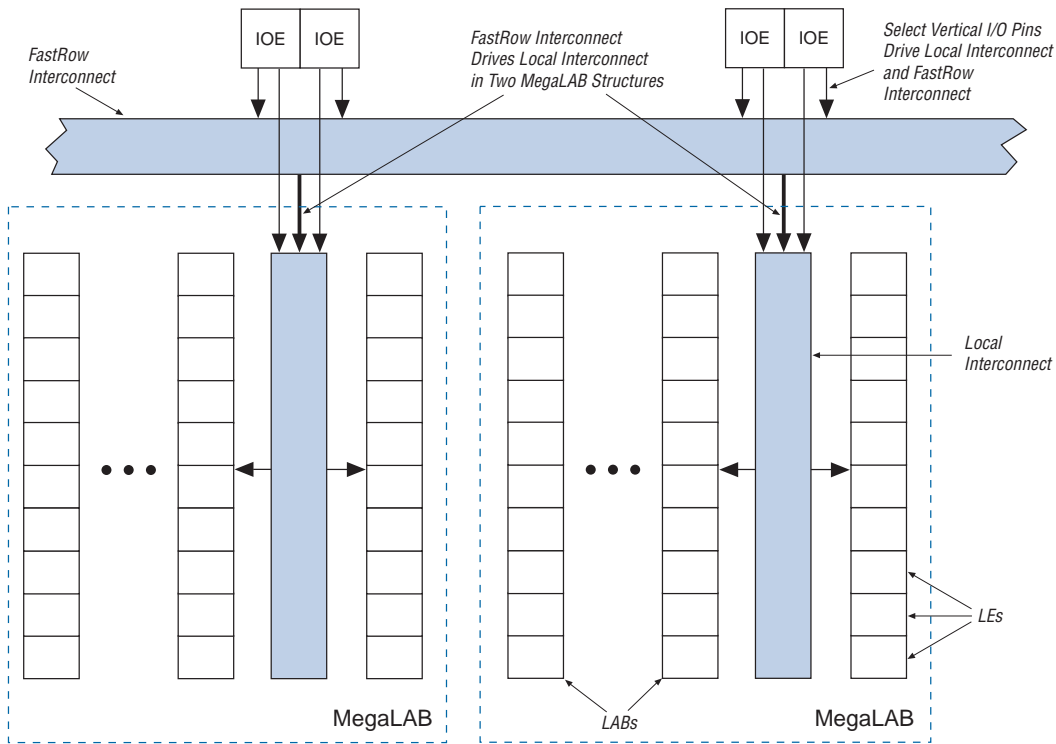 IOE
IOE
FastRow Interconnect
Drives Local Interconnect
in Two MegaLAB Structures
IOE
IOE
Select Vertical I/O Pins
Drive Local Interconnect
and FastRow
Interconnect
FastRow
Interconnect
Local
Interconnect
LEs
LABs
MegaLAB
MegaLAB